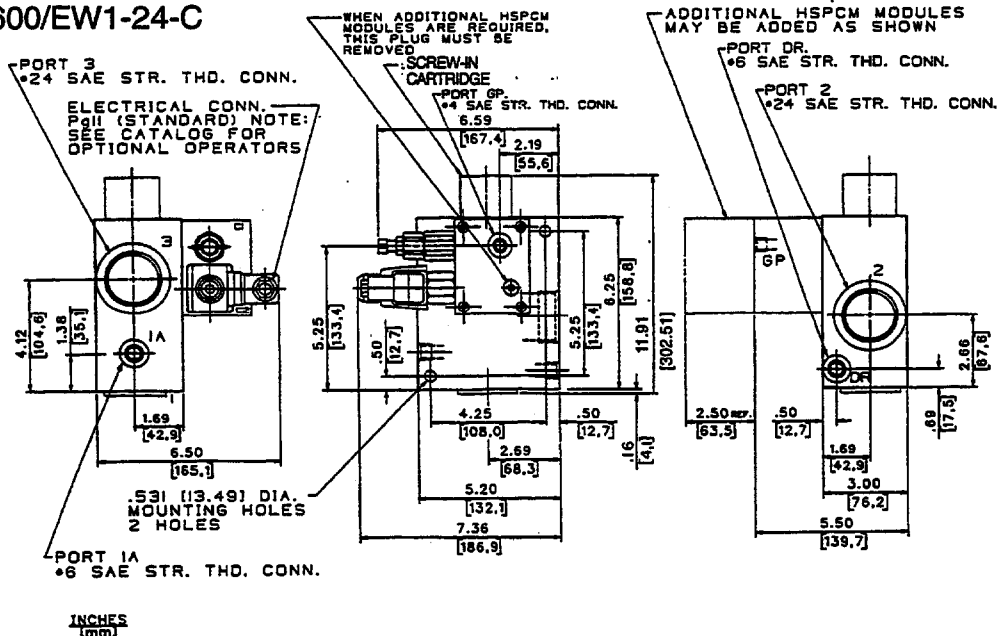 600/EW1-24-C
PORT 3
•24 SAE STR. THD. CONN.
ELECTRICAL CONN.
Pg11 (STANDARD) NOTE:
SEE CATALOG FOR
OPTIONAL OPERATORS
WHEN ADDITIONAL HSPCM
MODULES ARE REQUIRED,
THIS PLUG MUST BE
REMOVED
SCREW-IN
CARTRIDGE
PORT GP.
•4 SAE STR. THD. CONN.
ADDITIONAL HSPCM MODULES
MAY BE ADDED AS SHOWN
PORT DR.
•6 SAE STR. THD. CONN.
PORT 2
•24 SAE STR. THD. CONN.
6.59
[167,4]
2.19
[55,6]
3
1A
4.12
[104,6]
1.38
[35,1]
1.69
[42,9]
6.50
[165,1]
5.25
[133,4]
.50
[12,7]
5.25
[133,4]
6.25
[158,8]
11.91
[302.51]
4.25
[108,0]
.50
[12,7]
.16
[4,1]
2.69
[68,3]
5.20
[132,1]
7.36
[186,9]
.531 [13.49] DIA.
MOUNTING HOLES
2 HOLES
PORT 1A
•6 SAE STR. THD. CONN.
GP
2
DR
2.66
[67,6]
.69
[17,5]
2.50 REF.
[63,5]
.50
[12,7]
1.69
[42,9]
3.00
[76,2]
5.50
[139,7]
INCHES
[mm]